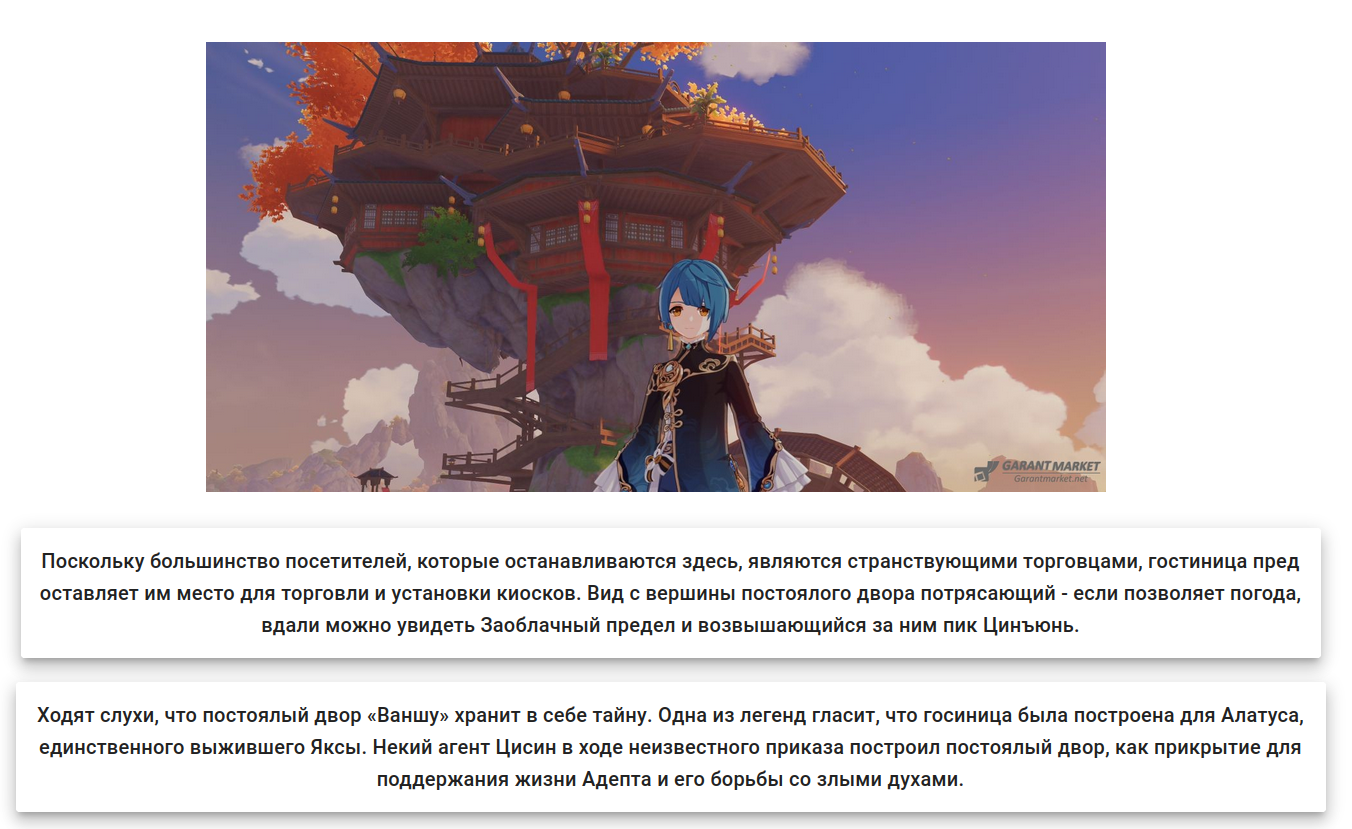 GARANT MARKET
Garantmarket.net
Поскольку большинство посетителей, которые останавливаются здесь, являются странствующими торговцами, гостиница пред
оставляет им место для торговли и установки киосков. Вид с вершины постоялого двора потрясающий - если позволяет погода,
вдали можно увидеть Заоблачный предел и возвышающийся за ним пик Цинъюнь.
Ходят слухи, что постоялый двор «Ваншу» хранит в себе тайну. Одна из легенд гласит, что госиница была построена для Алатуса,
единственного выжившего Яксы. Некий агент Цисин в ходе неизвестного приказа построил постоялый двор, как прикрытие для
поддержания жизни Адепта и его борьбы со злыми духами.